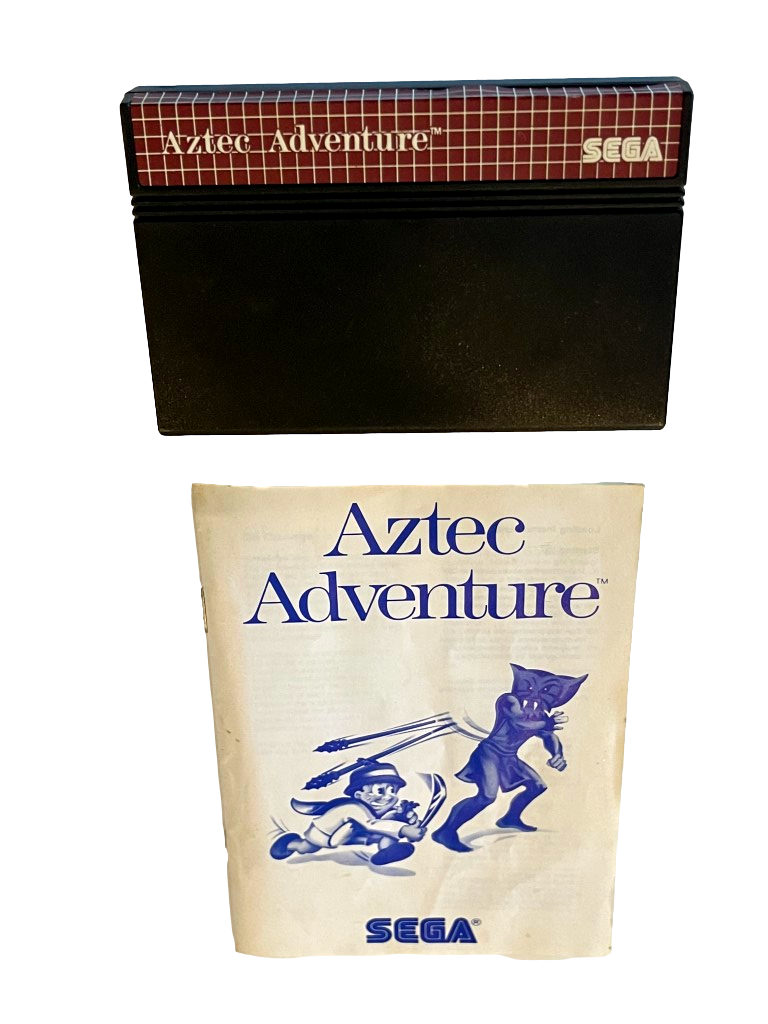 Aztec Adventure™
SEGA
Aztec
Adventure™
SEGA®